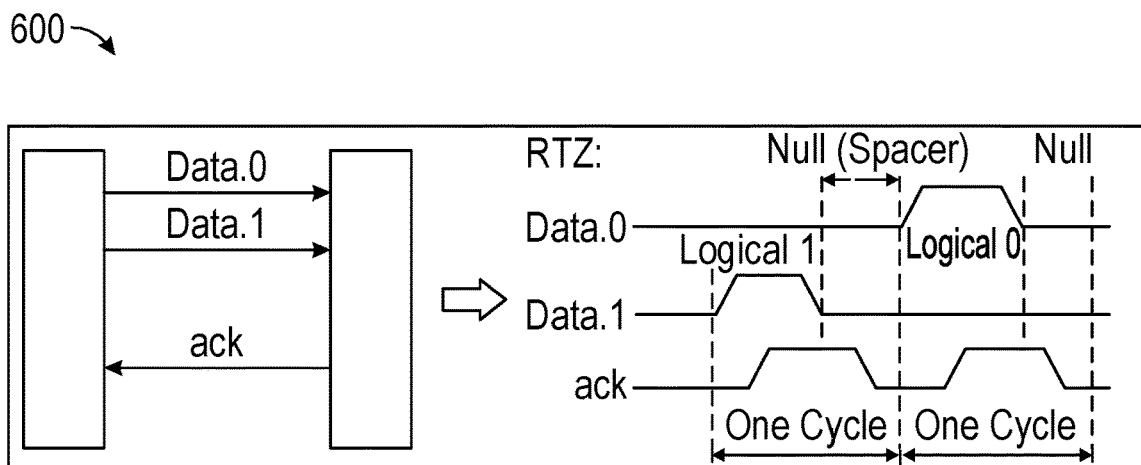 600
RTZ: Null (Spacer) Null
Data.0
Data.1
ack
Data.0
Logical 1 Logical 0
Data.1
ack
One Cycle One Cycle